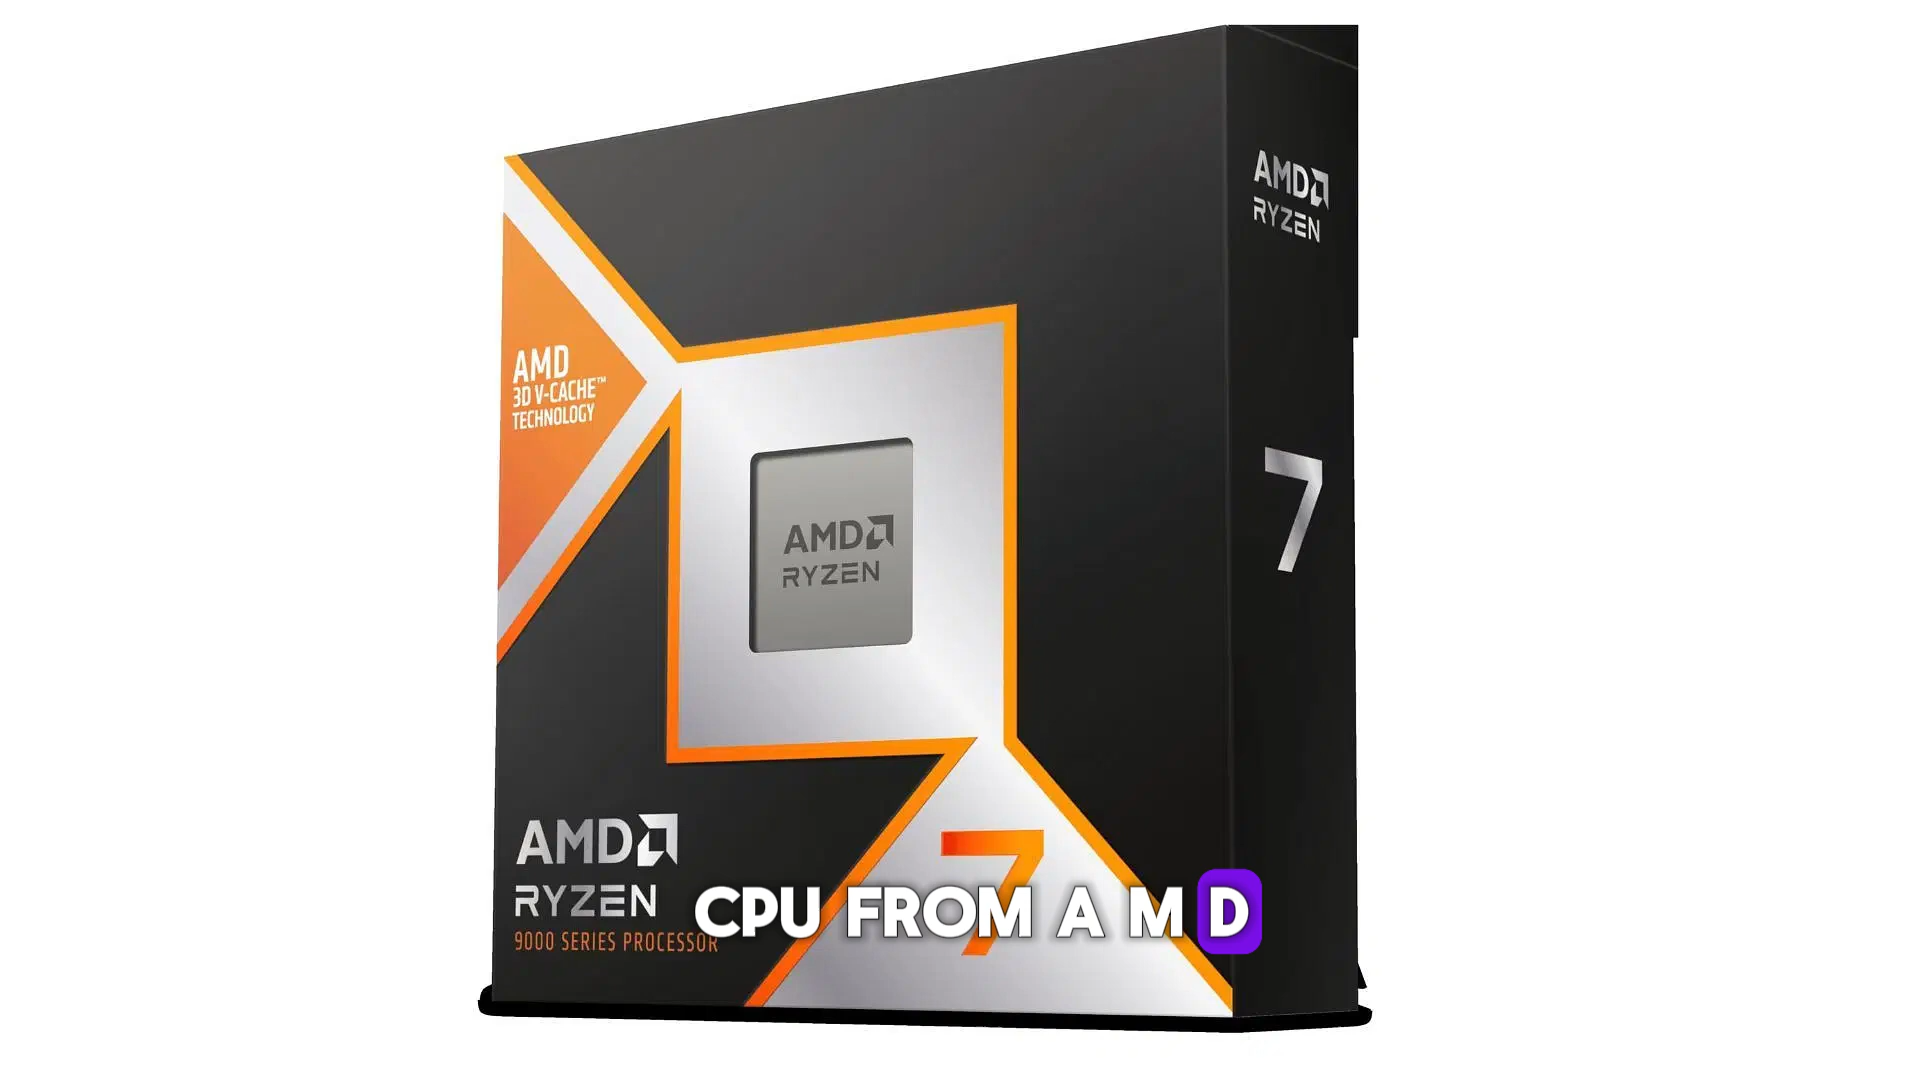 AMD
RYZEN
AMD
3D V-CACHE™
TECHNOLOGY
7
AMD
RYZEN
AMD
RYZEN
9000 SERIES PROCESSOR
7
CPU FROM A M D